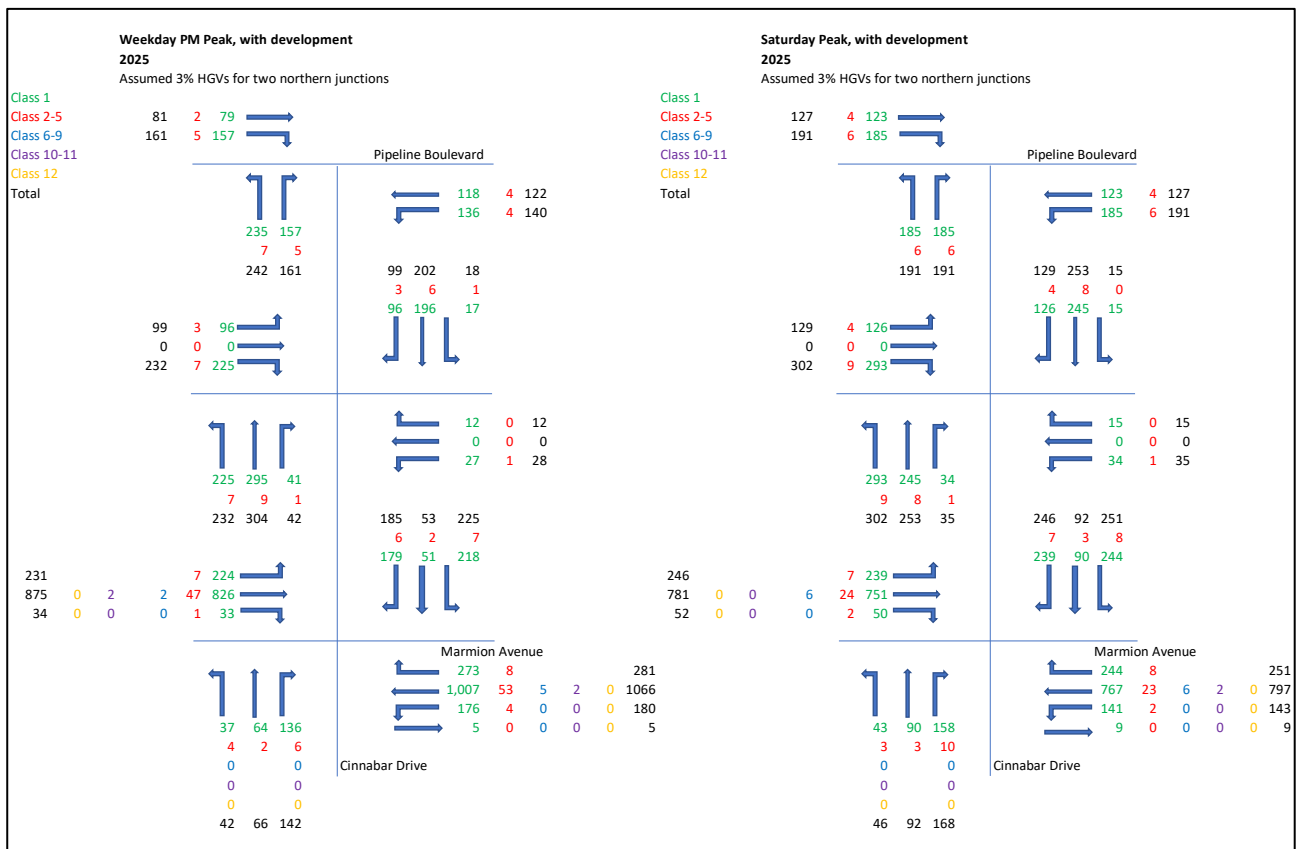 Weekday PM Peak, with development
2025
Assumed 3% HGVs for two northern junctions
Class 1
Class 2-5 81 2 79
Class 6-9 161 5 157
Class 10-11 Pipeline Boulevard
Class 12
Total 118 4 122
136 4 140
235 157
7 5
242 161 99 202 18
3 6 1
99 3 96 96 196 17
0 0 0
232 7 225
12 0 12
0 0 0
27 1 28
225 295 41
7 9 1
232 304 42 185 53 225
6 2 7
179 51 218
231 7 224
875 0 2 2 47 826
34 0 0 0 1 33
Marmion Avenue
273 8 281
1,007 53 5 2 0 1066
176 4 0 0 0 180
37 64 136 5 0 0 0 0 5
4 2 6
0 0 Cinnabar Drive
0 0
0 0
42 66 142
Saturday Peak, with development
2025
Assumed 3% HGVs for two northern junctions
Class 1
Class 2-5 127 4 123
Class 6-9 191 6 185
Class 10-11 Pipeline Boulevard
Class 12
Total 123 4 127
185 6 191
185 185
6 6
191 191 129 253 15
4 8 0
129 4 126 126 245 15
0 0 0
302 9 293
15 0 15
0 0 0
34 1 35
293 245 34
9 8 1
302 253 35 246 92 251
7 3 8
239 90 244
246 7 239
781 0 0 6 24 751
52 0 0 0 2 50
Marmion Avenue
244 8 251
767 23 6 2 0 797
141 2 0 0 0 143
43 90 158 9 0 0 0 0 9
3 3 10
0 0 Cinnabar Drive
0 0
0 0
46 92 168